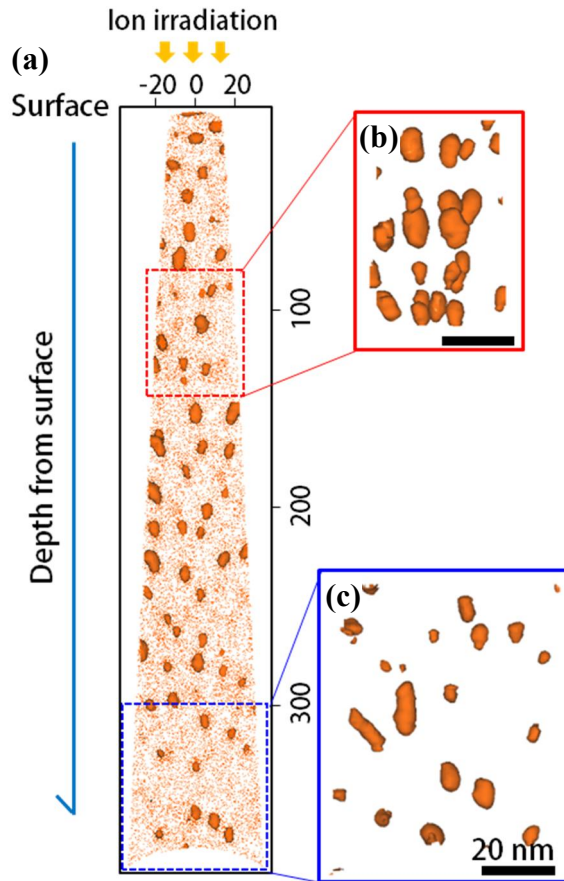 Ion irradiation
(a)
-20 0 20
Surface
(b)
100
Depth from surface
200
(c)
300
20 nm